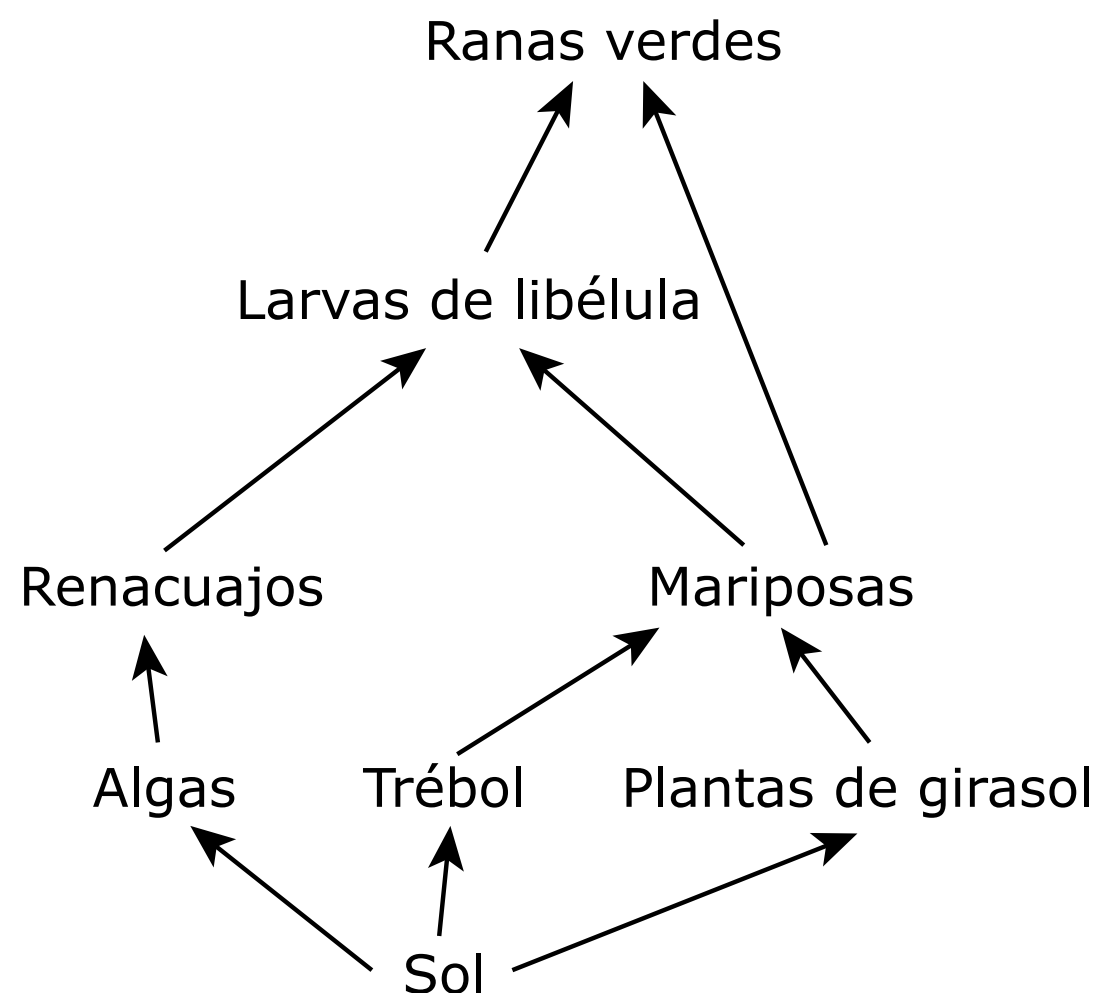 Ranas verdes
Larvas de libélula
Renacuajos
Mariposas
Algas
Trébol
Plantas de girasol
Sol